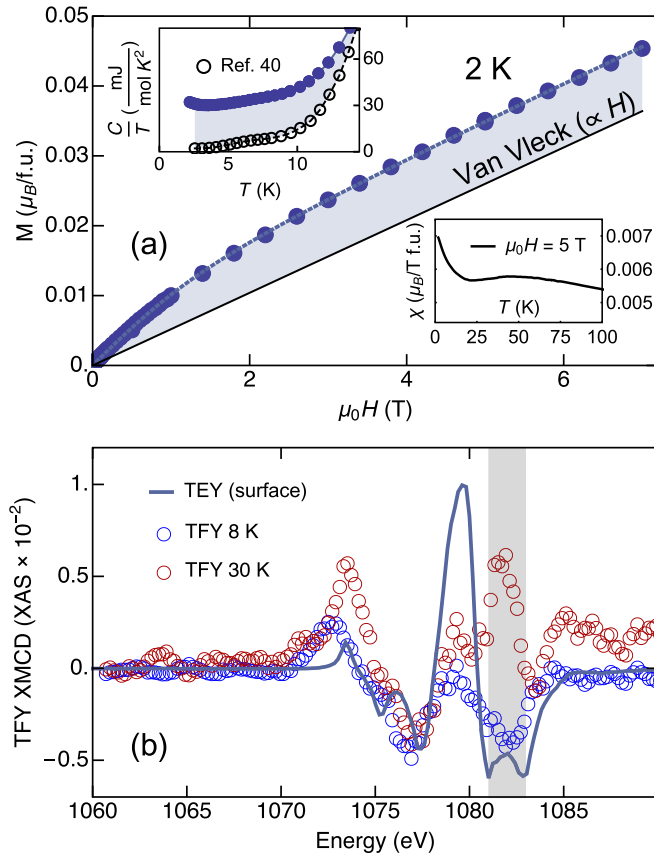 (a)
2 K
Van Vleck (∝ H)
M (μB/f.u.)
0.05
0.04
0.03
0.02
0.01
0.
0 2 4 6
μ0H (T)
C/T (mJ/mol K²)
Ref. 40
60
30
0
0 5 10
T (K)
μ0H = 5 T
χ (μB/T f.u.)
0.007
0.006
0.005
T (K)
0 25 50 75 100
(b)
TEY (surface)
TFY 8 K
TFY 30 K
TFY XMCD (XAS × 10⁻²)
1.
0.5
0
−0.5
1060 1070 1075 1080 1085
Energy (eV)